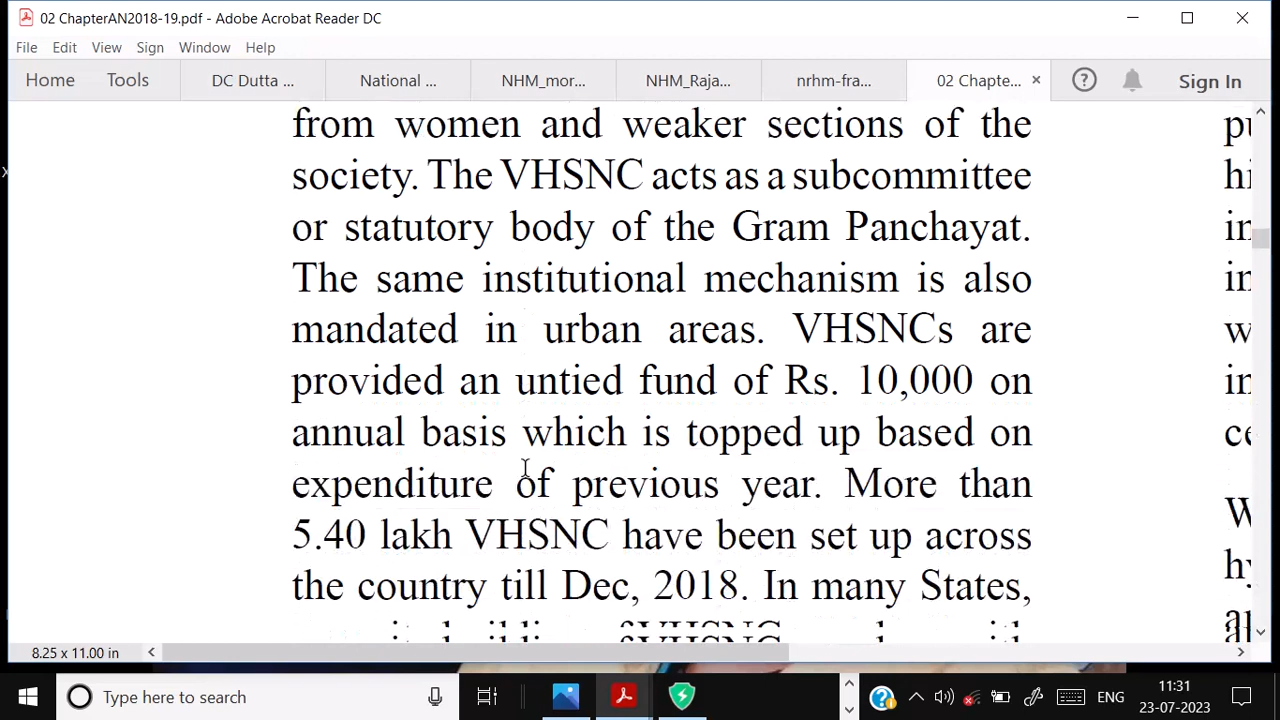 02 ChapterAN2018-19.pdf - Adobe Acrobat Reader DC
File Edit View Sign Window Help
Home Tools DC Dutta ... National ... NHM_mor... NHM_Raja... nrhm-fra... 02 Chapte... × Sign In
from women and weaker sections of the
society. The VHSNC acts as a subcommittee
or statutory body of the Gram Panchayat.
The same institutional mechanism is also
mandated in urban areas. VHSNCs are
provided an untied fund of Rs. 10,000 on
annual basis which is topped up based on
expenditure of previous year. More than
5.40 lakh VHSNC have been set up across
the country till Dec, 2018. In many States,
8.25 x 11.00 in
Type here to search
ENG
11:31
23-07-2023